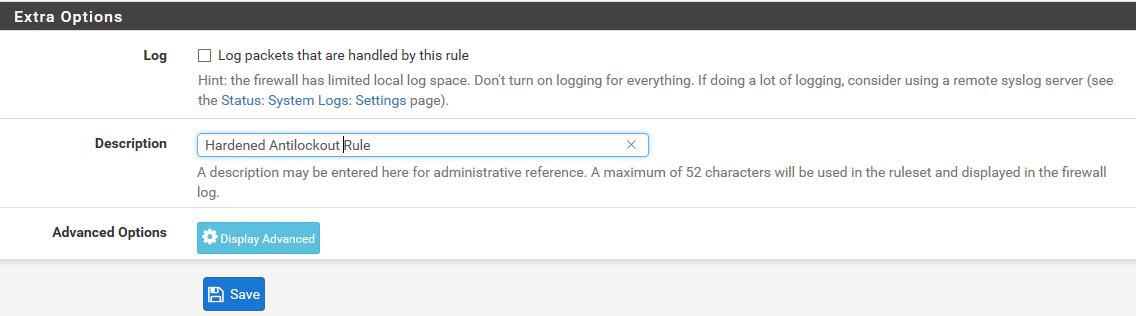 Extra Options
Log
Log packets that are handled by this rule
Hint: the firewall has limited local log space. Don't turn on logging for everything. If doing a lot of logging, consider using a remote syslog server (see
the Status: System Logs: Settings page).
Description
Hardened Antilockout Rule
A description may be entered here for administrative reference. A maximum of 52 characters will be used in the ruleset and displayed in the firewall
log.
Advanced Options
Display Advanced
Save